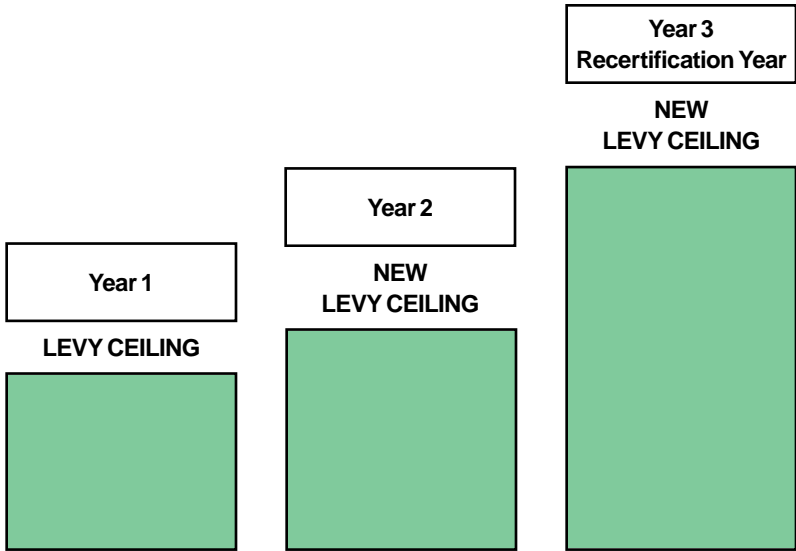 Year 1
LEVY CEILING
Year 2
NEW
LEVY CEILING
Year 3
Recertification Year
NEW
LEVY CEILING